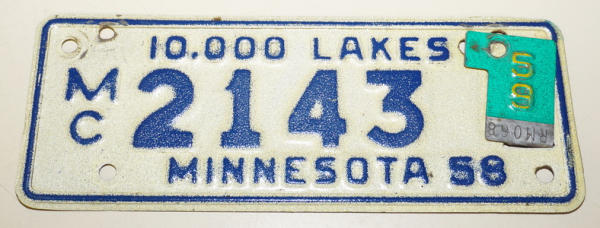 10.000 LAKES
MC 2143
MINNESOTA 58
59